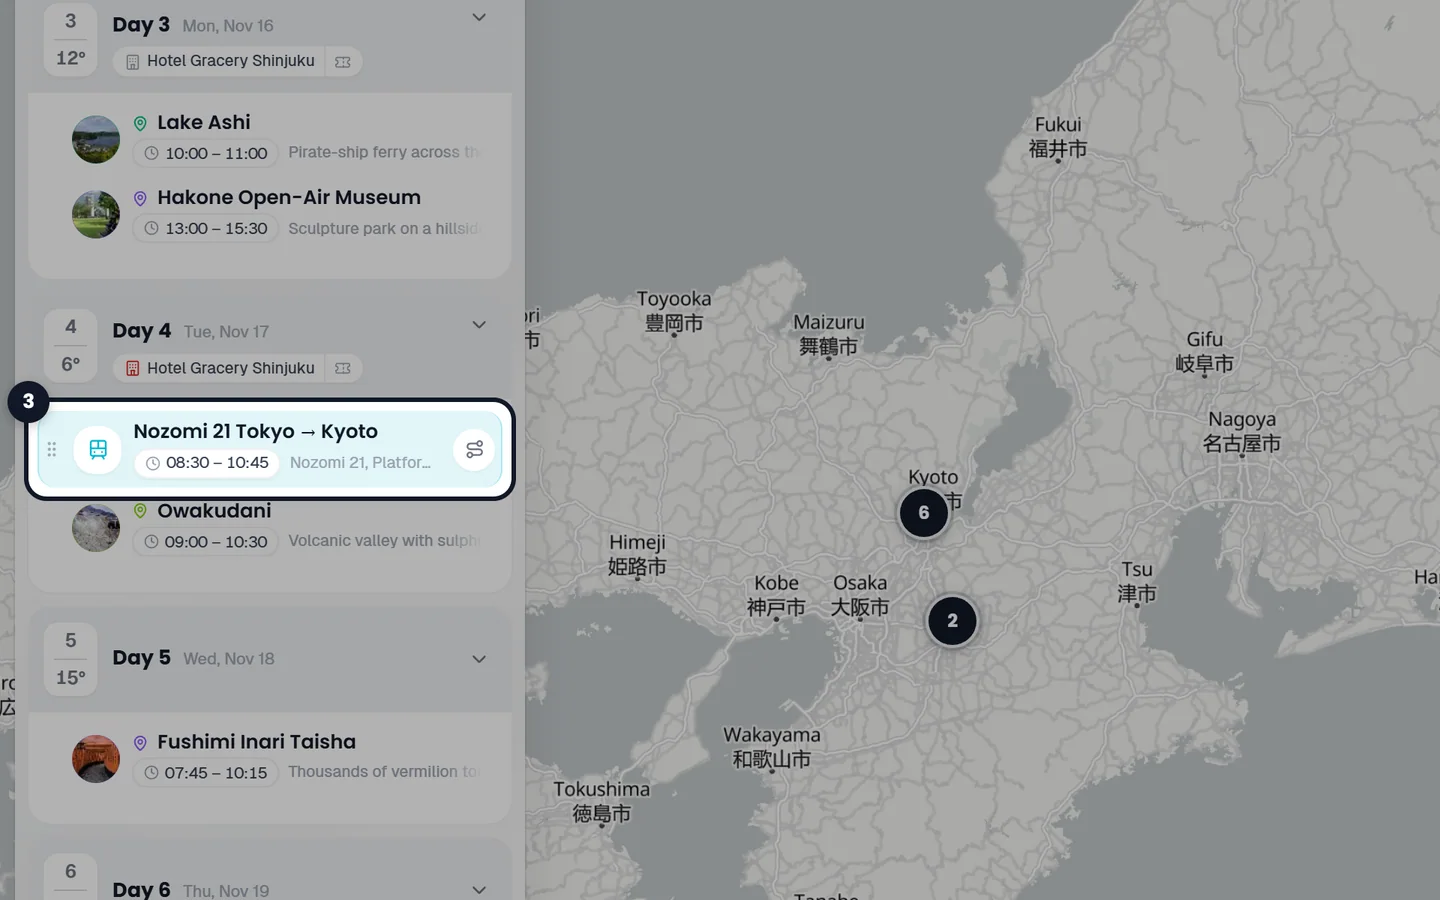 3
12°
Day 3 Mon, Nov 16
Hotel Gracery Shinjuku
Lake Ashi
10:00 – 11:00 Pirate-ship ferry across th
Hakone Open-Air Museum
13:00 – 15:30 Sculpture park on a hillsid
4
6°
Day 4 Tue, Nov 17
Hotel Gracery Shinjuku
3
Nozomi 21 Tokyo → Kyoto
08:30 – 10:45 Nozomi 21, Platfor...
Owakudani
09:00 – 10:30 Volcanic valley with sulph
5
15°
Day 5 Wed, Nov 18
Fushimi Inari Taisha
07:45 – 10:15 Thousands of vermilion to
6
Day 6 Thu, Nov 19
Fukui
福井市
Toyooka
豊岡市
Maizuru
舞鶴市
Gifu
岐阜市
Nagoya
名古屋市
Kyoto
市
6
Himeji
姫路市
Kobe
神戸市
Osaka
大阪市
2
Tsu
津市
Wakayama
和歌山市
Tokushima
徳島市